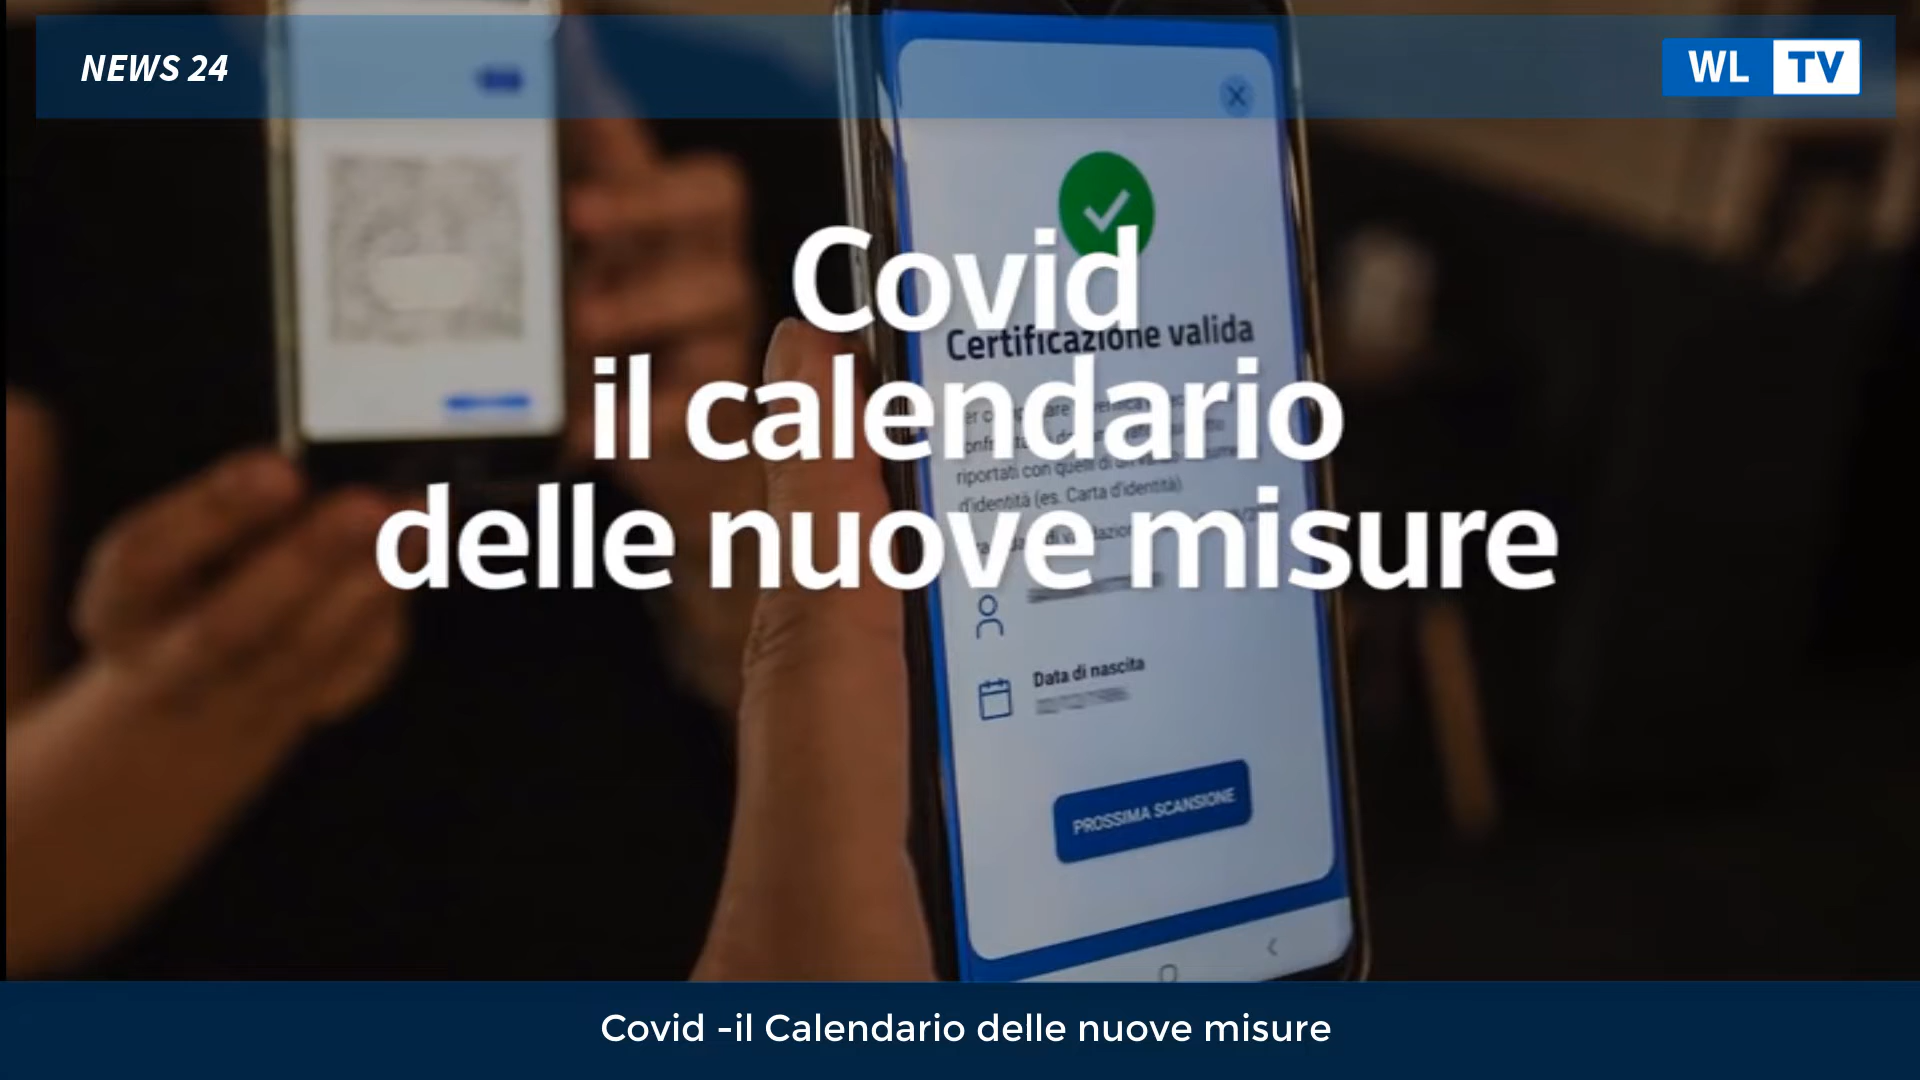 NEWS 24
WL TV
Covid
il calendario
delle nuove misure
Certificazione valida
riportati con quelli di un
d'identità (es. Carta d'identità)
Data di nascita
PROSSIMA SCANSIONE
Covid -il Calendario delle nuove misure